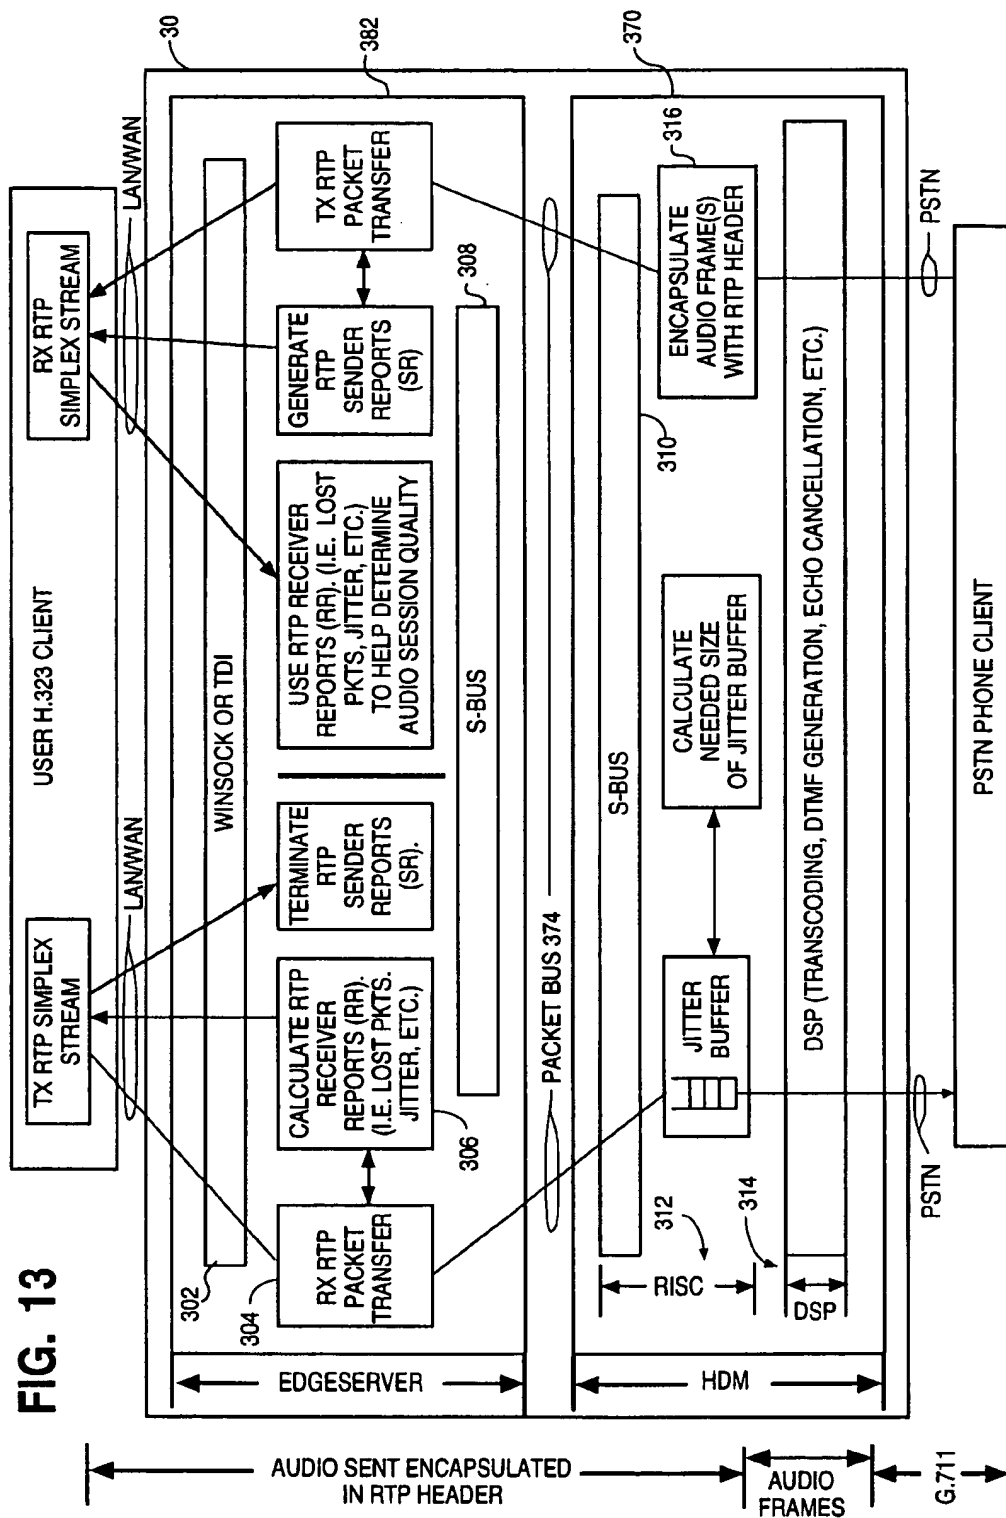 FIG. 13
USER H.323 CLIENT
TX RTP SIMPLEX
STREAM
RX RTP
SIMPLEX STREAM
LAN/WAN
LAN/WAN
30
382
302
WINSOCK OR TDI
304
RX RTP
PACKET
TRANSFER
CALCULATE RTP
RECEIVER
REPORTS (RR).
(I.E. LOST PKTS.
JITTER, ETC.)
306
TERMINATE
RTP
SENDER
REPORTS
(SR).
USE RTP RECEIVER
REPORTS (RR). (I.E. LOST
PKTS, JITTER, ETC.)
TO HELP DETERMINE
AUDIO SESSION QUALITY
GENERATE
RTP
SENDER
REPORTS
(SR)
TX RTP
PACKET
TRANSFER
S-BUS
308
EDGESERVER
PACKET BUS 374
370
S-BUS
310
RISC
312
JITTER
BUFFER
CALCULATE
NEEDED SIZE
OF JITTER BUFFER
ENCAPSULATE
AUDIO FRAME(S)
WITH RTP HEADER
316
314
DSP
DSP (TRANSCODING, DTMF GENERATION, ECHO CANCELLATION, ETC.)
HDM
PSTN
PSTN
PSTN PHONE CLIENT
AUDIO SENT ENCAPSULATED
IN RTP HEADER
AUDIO
FRAMES
G.711